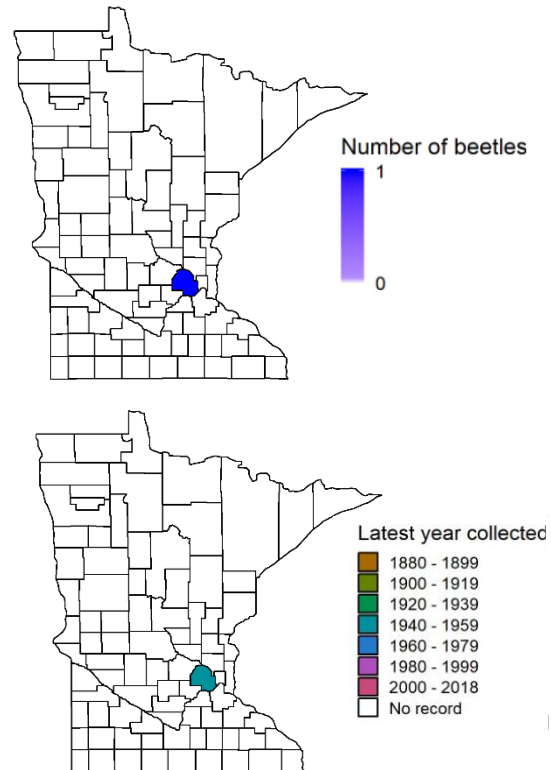 Number of beetles
1
0
Latest year collected
1880 - 1899
1900 - 1919
1920 - 1939
1940 - 1959
1960 - 1979
1980 - 1999
2000 - 2018
No record